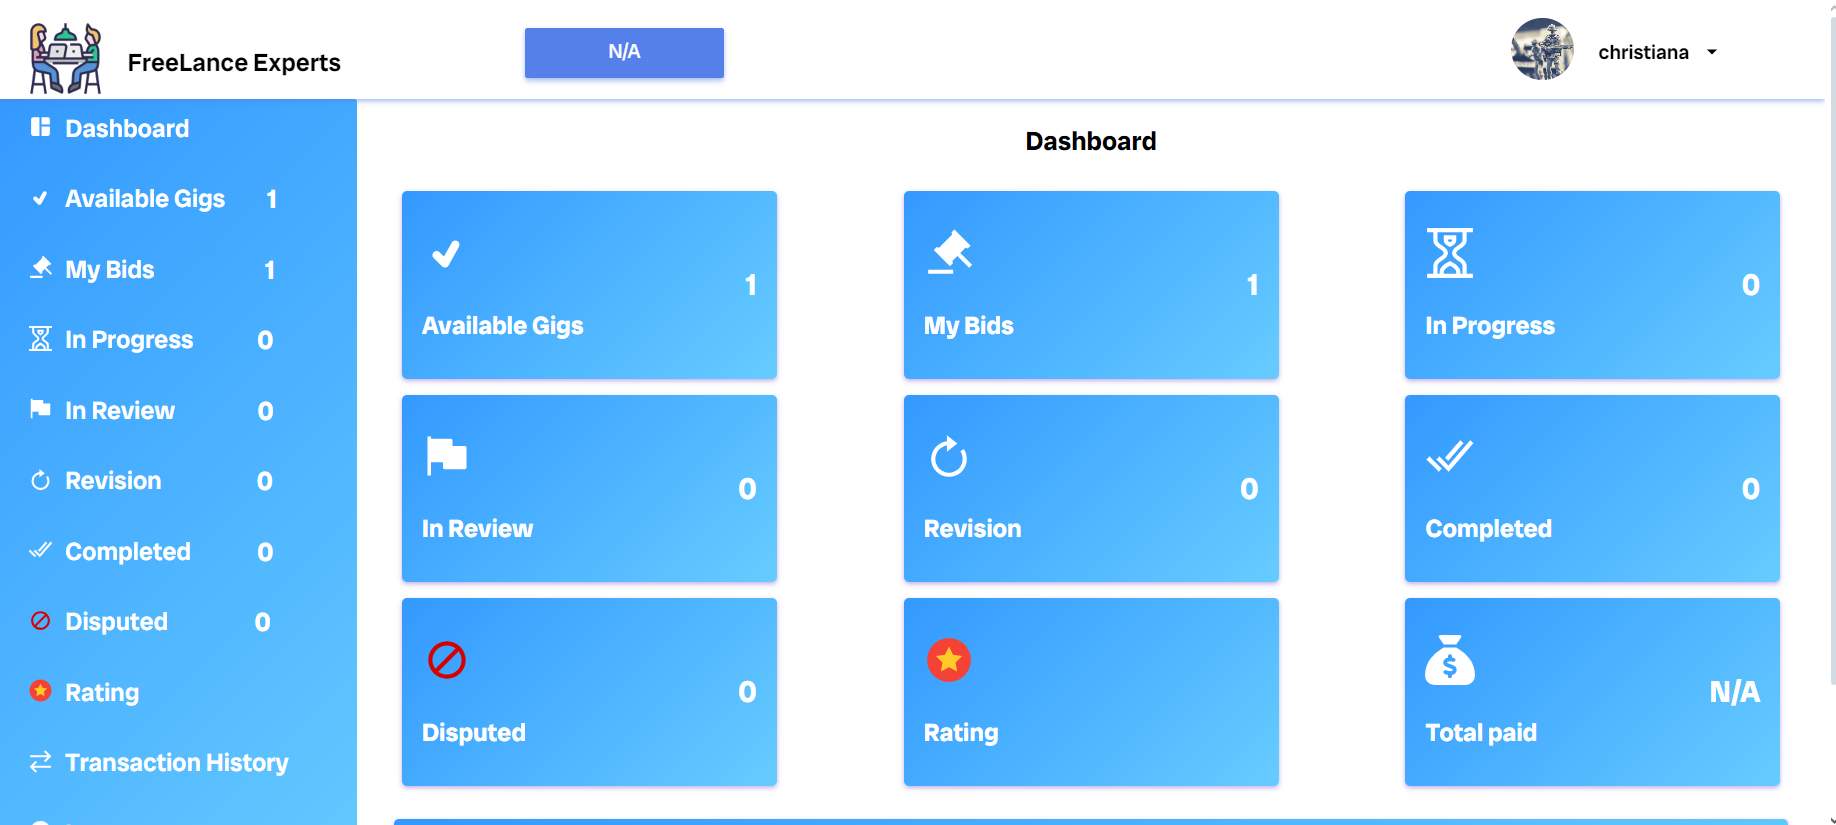 FreeLance Experts
N/A
christiana
Dashboard
Available Gigs 1
My Bids 1
In Progress 0
In Review 0
Revision 0
Completed 0
Disputed 0
Rating
Transaction History
Dashboard
1
Available Gigs
1
My Bids
0
In Progress
0
In Review
0
Revision
0
Completed
0
Disputed
Rating
N/A
Total paid